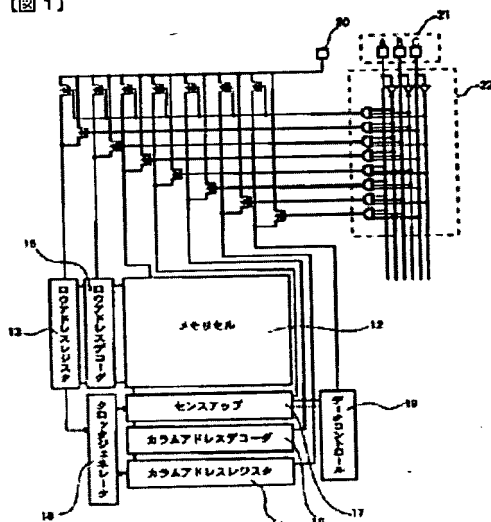 [図1]
20
21
A B C
22
15
13
ロウアドレスレジスタ
ロウアドレスデコーダ
メモリセル
12
センスアップ
カラムアドレスデコーダ
カラムアドレスレジスタ
クロックジェネレータ
データコントロール
19
18
17
16